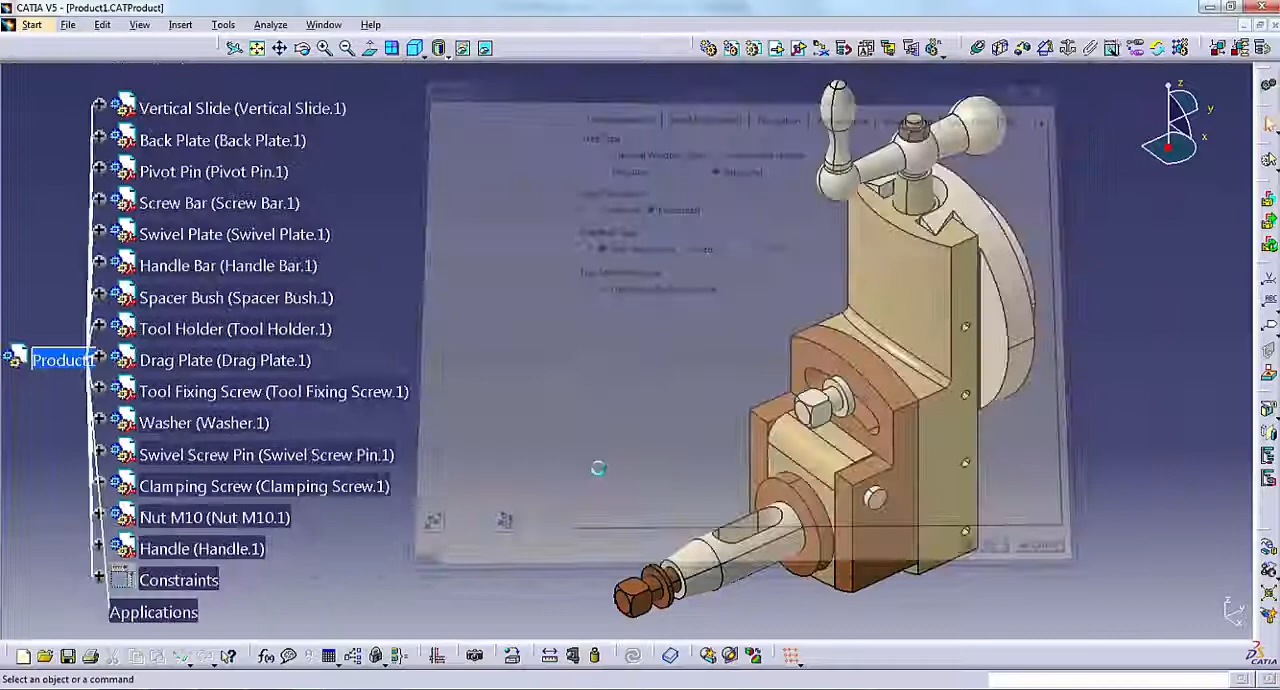 CATIA V5 - [Product1.CATProduct]
Start File Edit View Insert Tools Analyze Window Help
Vertical Slide (Vertical Slide.1)
Back Plate (Back Plate.1)
Pivot Pin (Pivot Pin.1)
Screw Bar (Screw Bar.1)
Swivel Plate (Swivel Plate.1)
Handle Bar (Handle Bar.1)
Spacer Bush (Spacer Bush.1)
Tool Holder (Tool Holder.1)
Product1
Drag Plate (Drag Plate.1)
Tool Fixing Screw (Tool Fixing Screw.1)
Washer (Washer.1)
Swivel Screw Pin (Swivel Screw Pin.1)
Clamping Screw (Clamping Screw.1)
Nut M10 (Nut M10.1)
Handle (Handle.1)
Constraints
Applications
z
y
x
z
y
x
CATIA
Select an object or a command